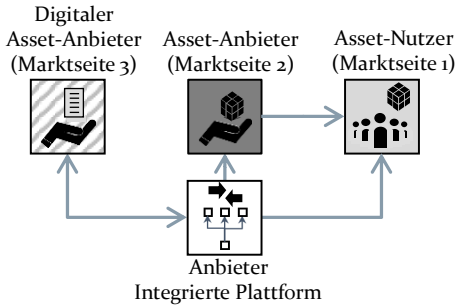 Digitaler
Asset-Anbieter
(Marktseite 3)
Asset-Anbieter
(Marktseite 2)
Asset-Nutzer
(Marktseite 1)
Anbieter
Integrierte Plattform